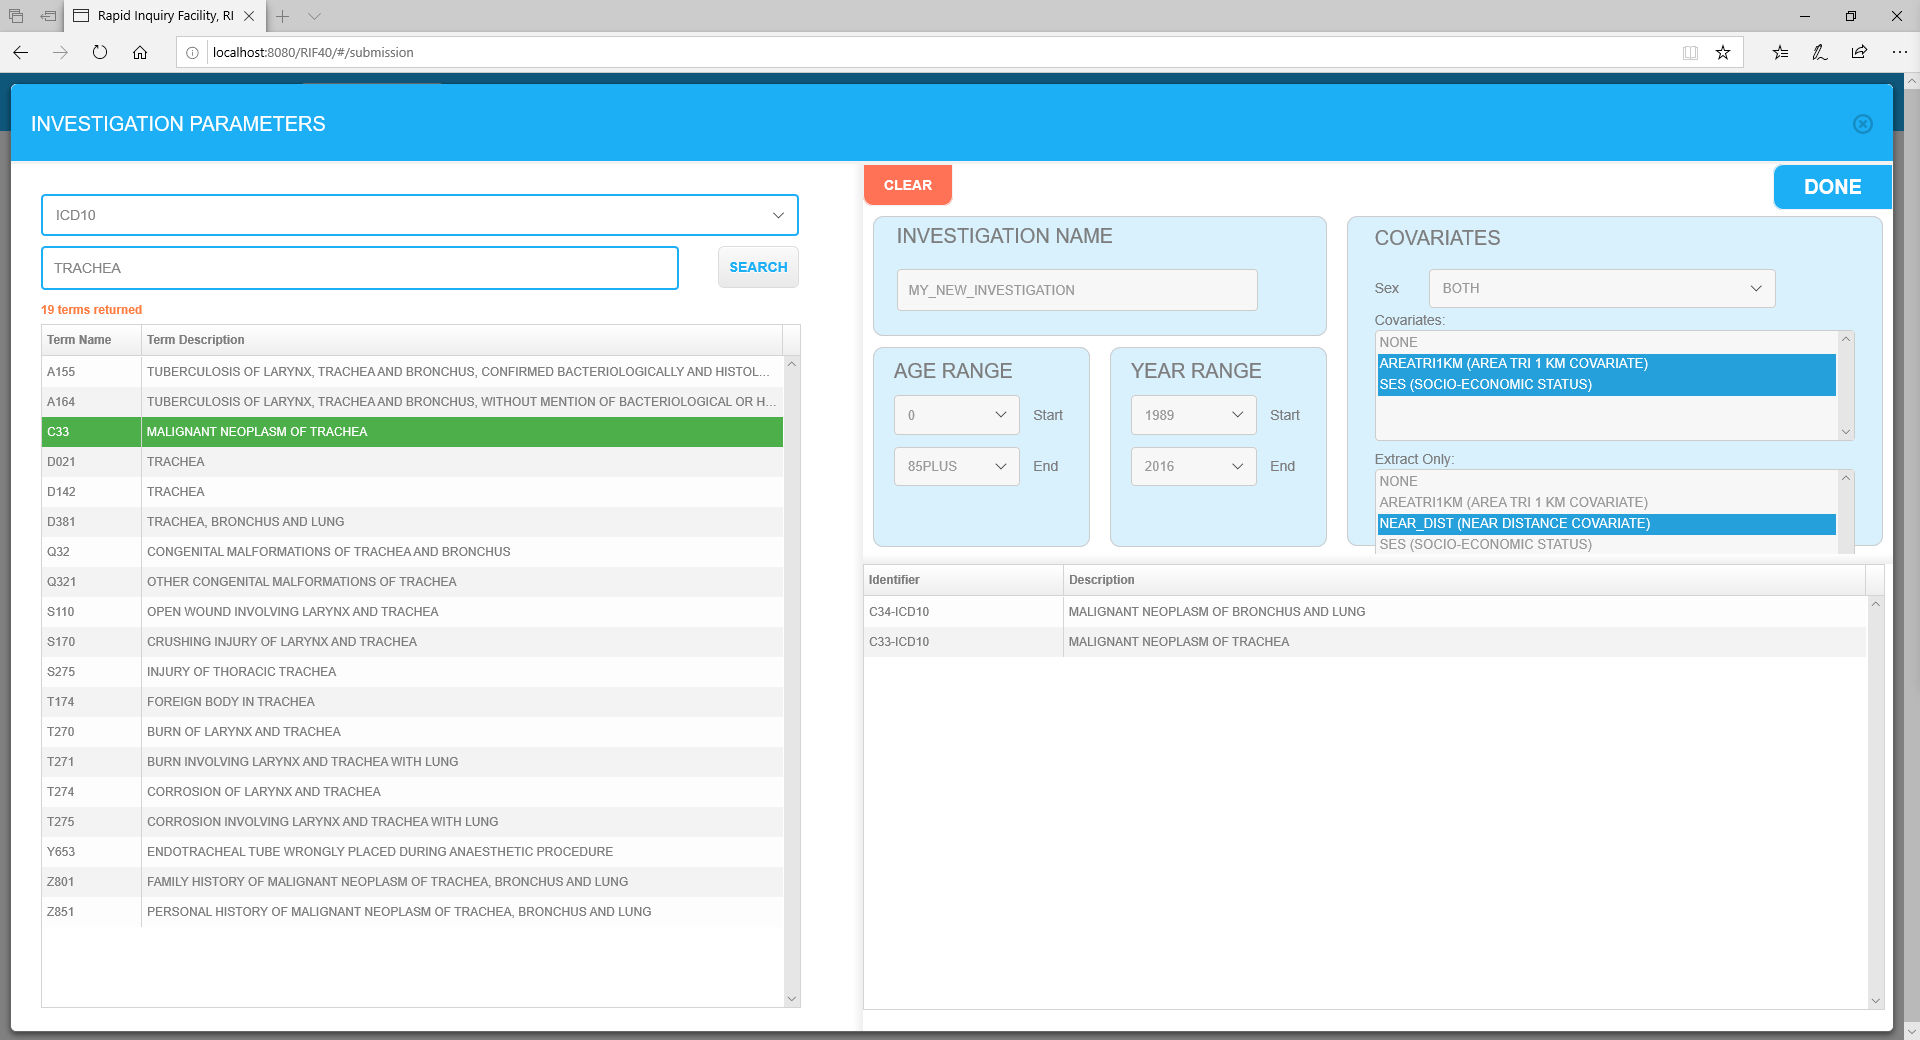 Rapid Inquiry Facility, RI
localhost:8080/RIF40/#/submission
INVESTIGATION PARAMETERS
ICD10
TRACHEA
SEARCH
19 terms returned
Term Name Term Description
A155 TUBERCULOSIS OF LARYNX, TRACHEA AND BRONCHUS, CONFIRMED BACTERIOLOGICALLY AND HISTOL...
A164 TUBERCULOSIS OF LARYNX, TRACHEA AND BRONCHUS, WITHOUT MENTION OF BACTERIOLOGICAL OR H...
C33 MALIGNANT NEOPLASM OF TRACHEA
D021 TRACHEA
D142 TRACHEA
D381 TRACHEA, BRONCHUS AND LUNG
Q32 CONGENITAL MALFORMATIONS OF TRACHEA AND BRONCHUS
Q321 OTHER CONGENITAL MALFORMATIONS OF TRACHEA
S110 OPEN WOUND INVOLVING LARYNX AND TRACHEA
S170 CRUSHING INJURY OF LARYNX AND TRACHEA
S275 INJURY OF THORACIC TRACHEA
T174 FOREIGN BODY IN TRACHEA
T270 BURN OF LARYNX AND TRACHEA
T271 BURN INVOLVING LARYNX AND TRACHEA WITH LUNG
T274 CORROSION OF LARYNX AND TRACHEA
T275 CORROSION INVOLVING LARYNX AND TRACHEA WITH LUNG
Y653 ENDOTRACHEAL TUBE WRONGLY PLACED DURING ANAESTHETIC PROCEDURE
Z801 FAMILY HISTORY OF MALIGNANT NEOPLASM OF TRACHEA, BRONCHUS AND LUNG
Z851 PERSONAL HISTORY OF MALIGNANT NEOPLASM OF TRACHEA, BRONCHUS AND LUNG
CLEAR
DONE
INVESTIGATION NAME
MY_NEW_INVESTIGATION
AGE RANGE
0 Start
85PLUS End
YEAR RANGE
1989 Start
2016 End
COVARIATES
Sex BOTH
Covariates:
NONE
AREATRI1KM (AREA TRI 1 KM COVARIATE)
SES (SOCIO-ECONOMIC STATUS)
Extract Only:
NONE
AREATRI1KM (AREA TRI 1 KM COVARIATE)
NEAR_DIST (NEAR DISTANCE COVARIATE)
SES (SOCIO-ECONOMIC STATUS)
Identifier Description
C34-ICD10 MALIGNANT NEOPLASM OF BRONCHUS AND LUNG
C33-ICD10 MALIGNANT NEOPLASM OF TRACHEA